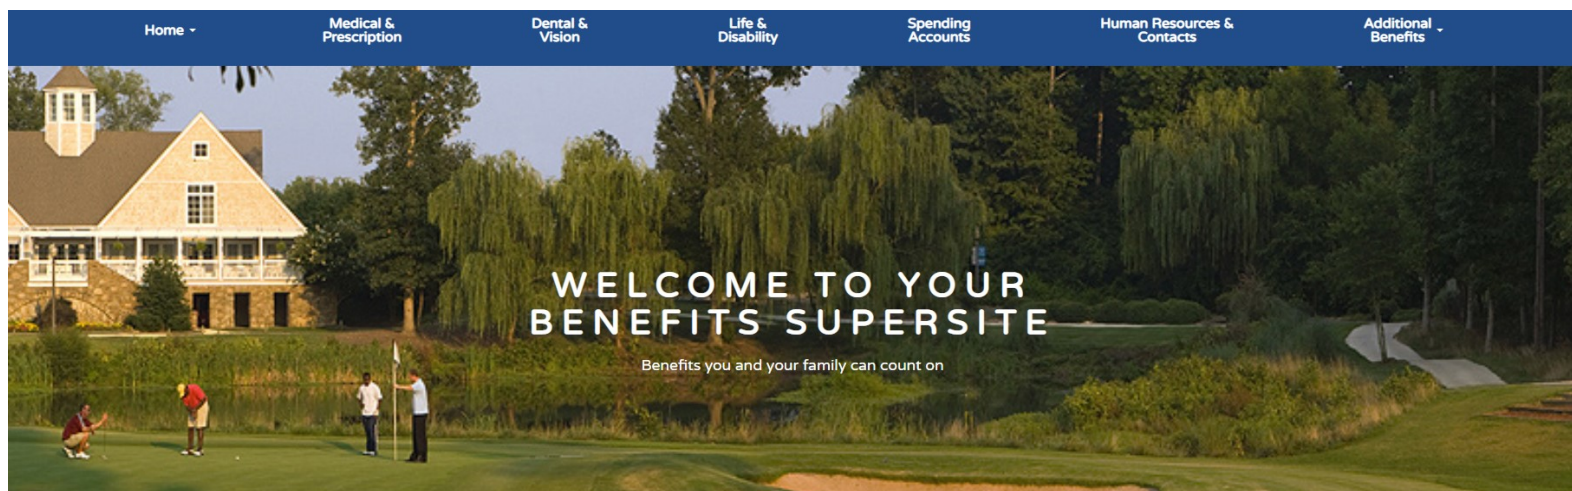 Home
Medical &
Prescription
Dental &
Vision
Life &
Disability
Spending
Accounts
Human Resources &
Contacts
Additional
Benefits
WELCOME TO YOUR
BENEFITS SUPERSITE
Benefits you and your family can count on